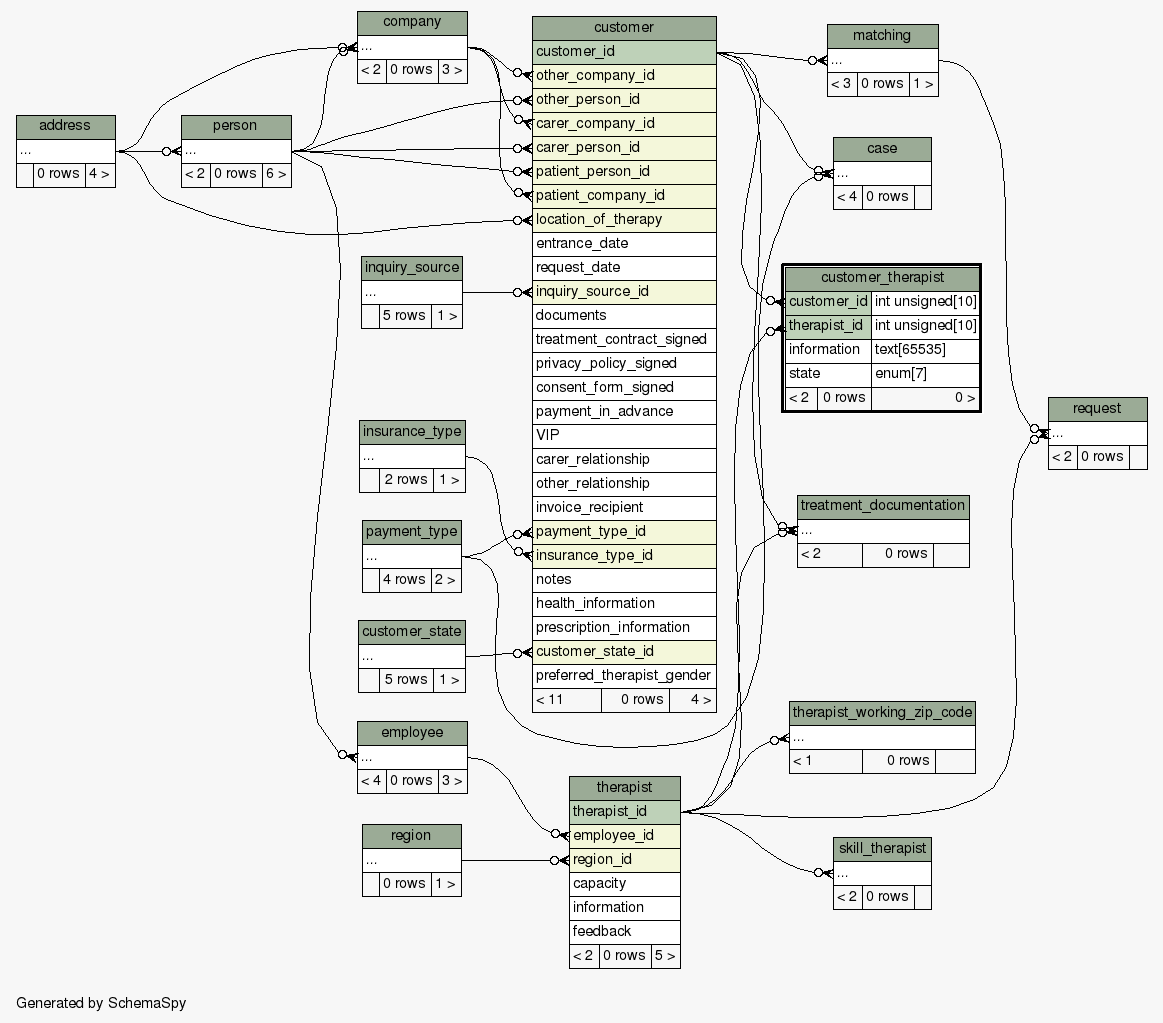 company
...
< 2 0 rows 3 >
address
...
0 rows 4 >
person
...
< 2 0 rows 6 >
inquiry_source
...
5 rows 1 >
insurance_type
...
2 rows 1 >
payment_type
...
4 rows 2 >
customer_state
...
5 rows 1 >
employee
...
< 4 0 rows 3 >
region
...
0 rows 1 >
customer
customer_id
other_company_id
other_person_id
carer_company_id
carer_person_id
patient_person_id
patient_company_id
location_of_therapy
entrance_date
request_date
inquiry_source_id
documents
treatment_contract_signed
privacy_policy_signed
consent_form_signed
payment_in_advance
VIP
carer_relationship
other_relationship
invoice_recipient
payment_type_id
insurance_type_id
notes
health_information
prescription_information
customer_state_id
preferred_therapist_gender
< 11 0 rows 4 >
therapist
therapist_id
employee_id
region_id
capacity
information
feedback
< 2 0 rows 5 >
matching
...
< 3 0 rows 1 >
case
...
< 4 0 rows
customer_therapist
customer_id int unsigned[10]
therapist_id int unsigned[10]
information text[65535]
state enum[7]
< 2 0 rows 0 >
request
...
< 2 0 rows
treatment_documentation
...
< 2 0 rows
therapist_working_zip_code
...
< 1 0 rows
skill_therapist
...
< 2 0 rows
Generated by SchemaSpy